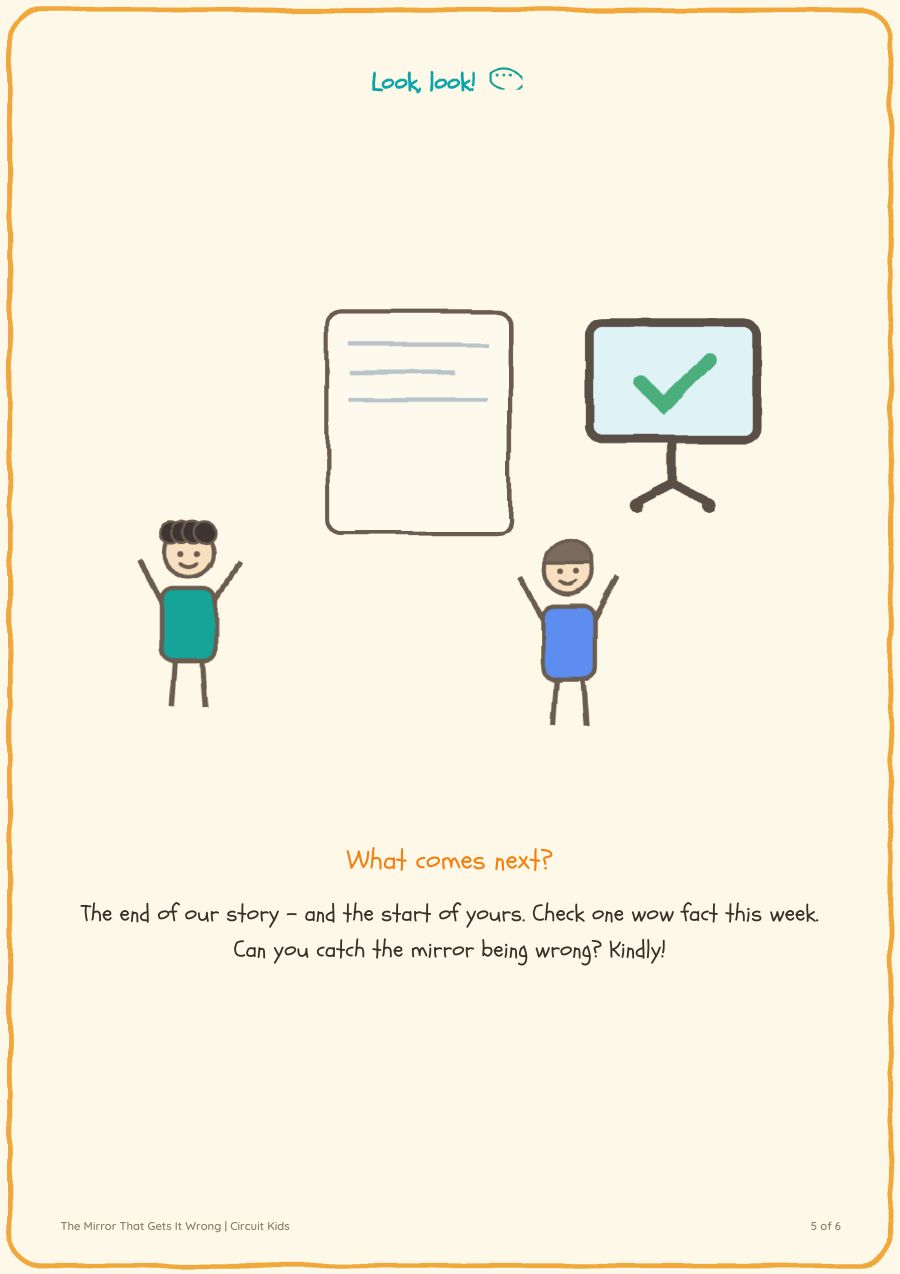 Look, look!
What comes next?
The end of our story – and the start of yours. Check one wow fact this week.
Can you catch the mirror being wrong? Kindly!
The Mirror That Gets It Wrong | Circuit Kids
5 of 6